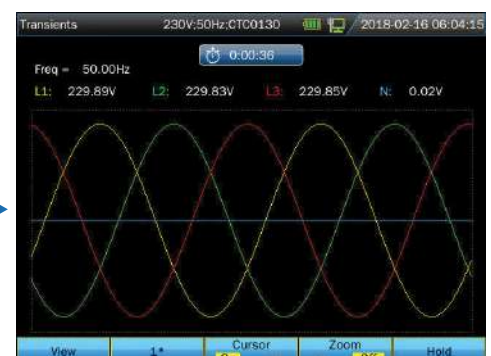 Transients 230V;50Hz;CTC0130 2018-02-16 06:04:15
0:00:36
Freq = 50.00Hz
L1: 229.89V L2: 229.83V L3: 229.85V N: 0.02V
View 1* Cursor Zoom Hold
Off